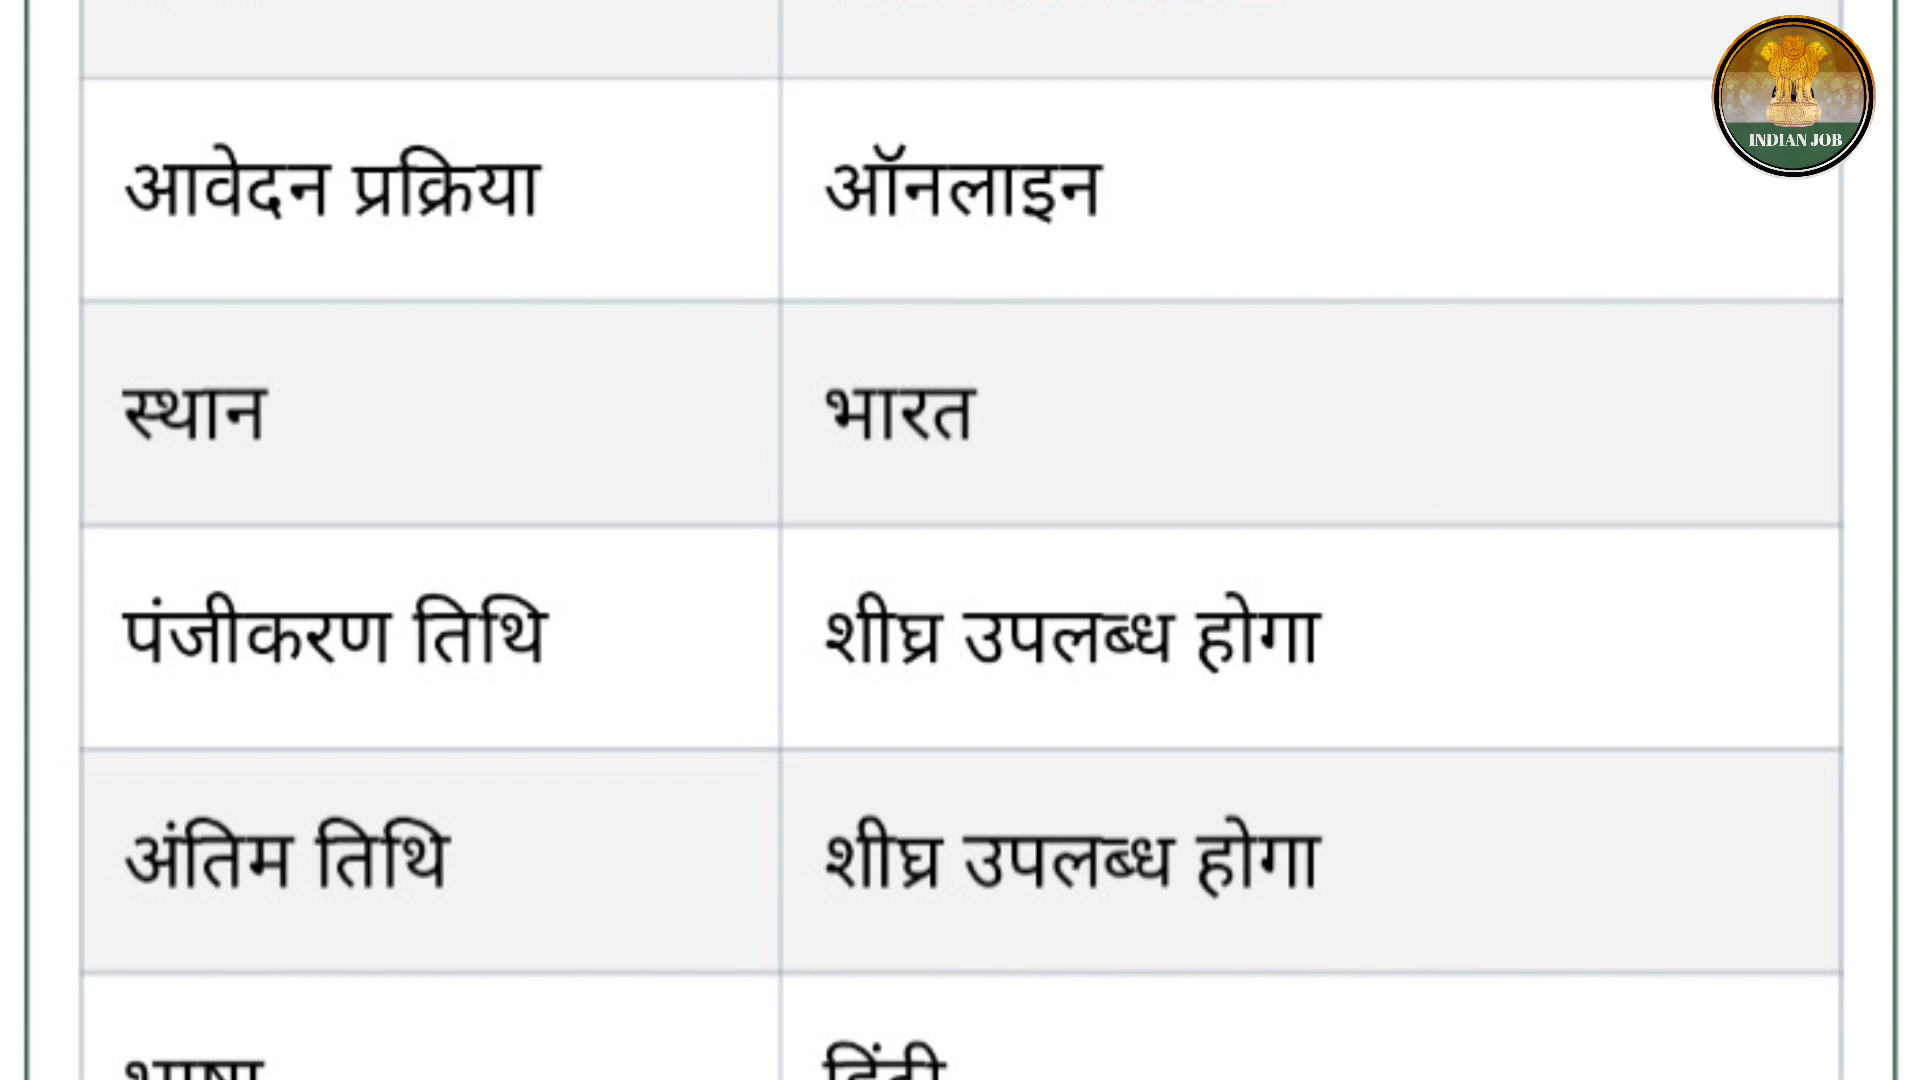 INDIAN JOB
आवेदन प्रक्रिया ऑनलाइन
स्थान भारत
पंजीकरण तिथि शीघ्र उपलब्ध होगा
अंतिम तिथि शीघ्र उपलब्ध होगा
भाषा हिंदी